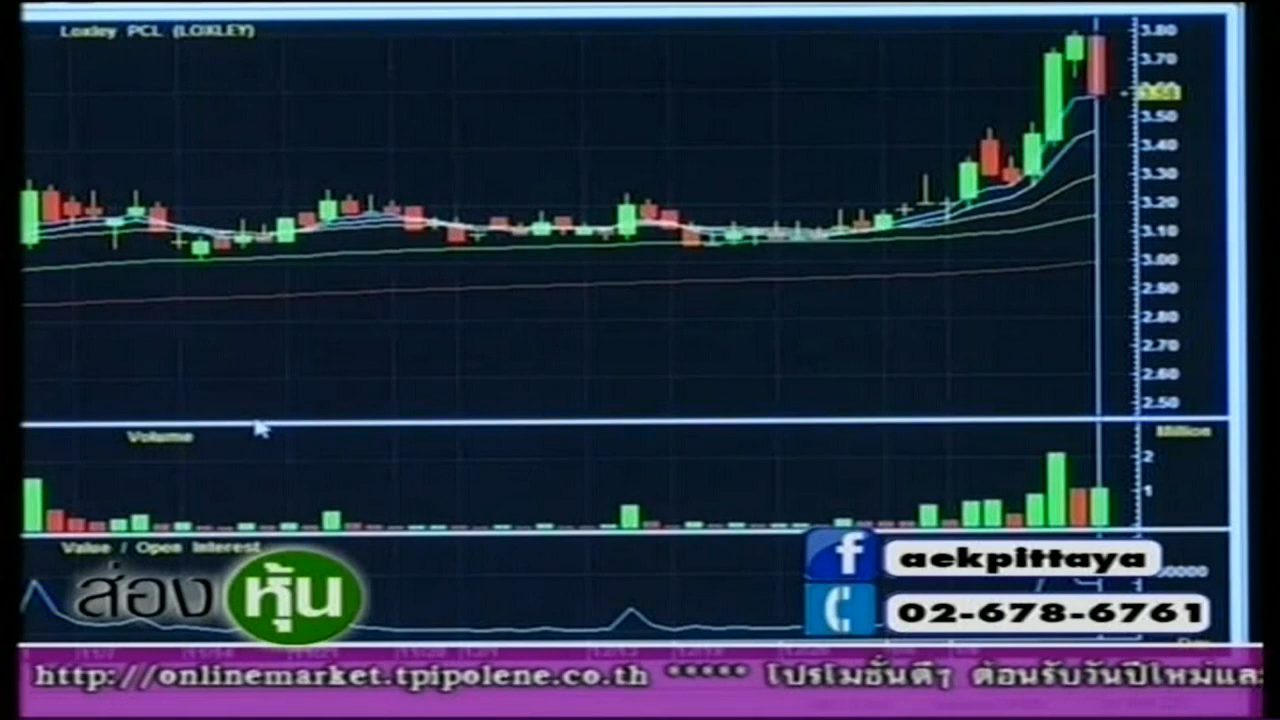 Loxley PCL (LOXLEY)
3.80
3.70
3.50
3.40
3.30
3.20
3.10
3.00
2.90
2.80
2.70
2.60
2.50
Volume
Million
2
1
Value / Open Interest
ส่อง หุ้น
aekpittaya
02-678-6761
Day
http://onlinemarket.tpipolene.co.th ***** โปรโมชั่นดีๆ ต้อนรับวันปีใหม่และ